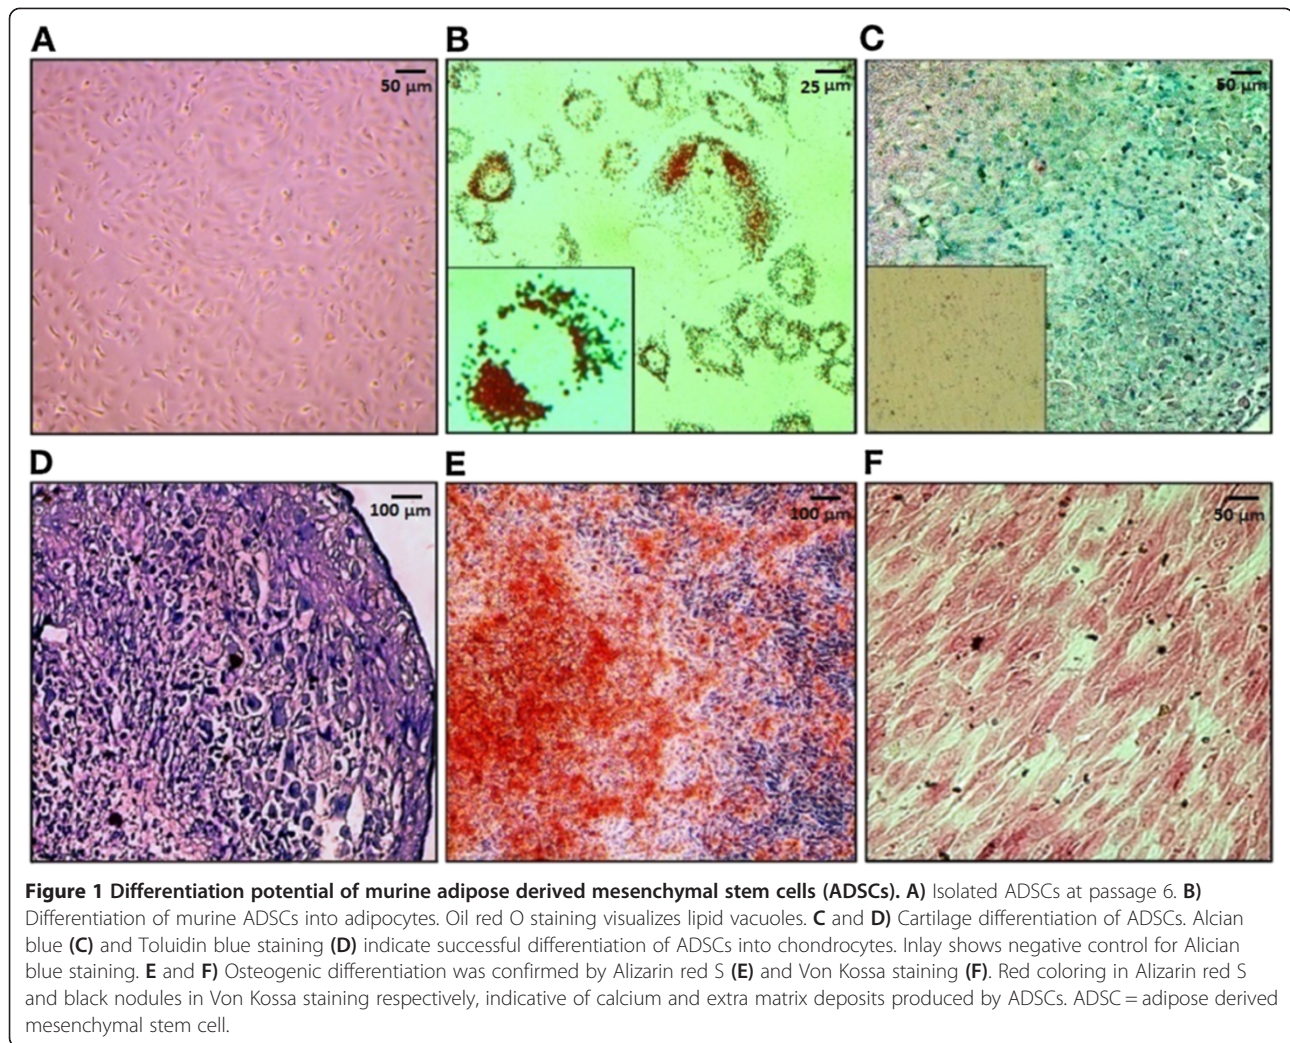 A
B
C
50 µm
25 µm
50 µm
D
E
F
100 µm
100 µm
50 µm
Figure 1 Differentiation potential of murine adipose derived mesenchymal stem cells (ADSCs). A) Isolated ADSCs at passage 6. B)
Differentiation of murine ADSCs into adipocytes. Oil red O staining visualizes lipid vacuoles. C and D) Cartilage differentiation of ADSCs. Alcian
blue (C) and Toluidin blue staining (D) indicate successful differentiation of ADSCs into chondrocytes. Inlay shows negative control for Alician
blue staining. E and F) Osteogenic differentiation was confirmed by Alizarin red S (E) and Von Kossa staining (F). Red coloring in Alizarin red S
and black nodules in Von Kossa staining respectively, indicative of calcium and extra matrix deposits produced by ADSCs. ADSC = adipose derived
mesenchymal stem cell.